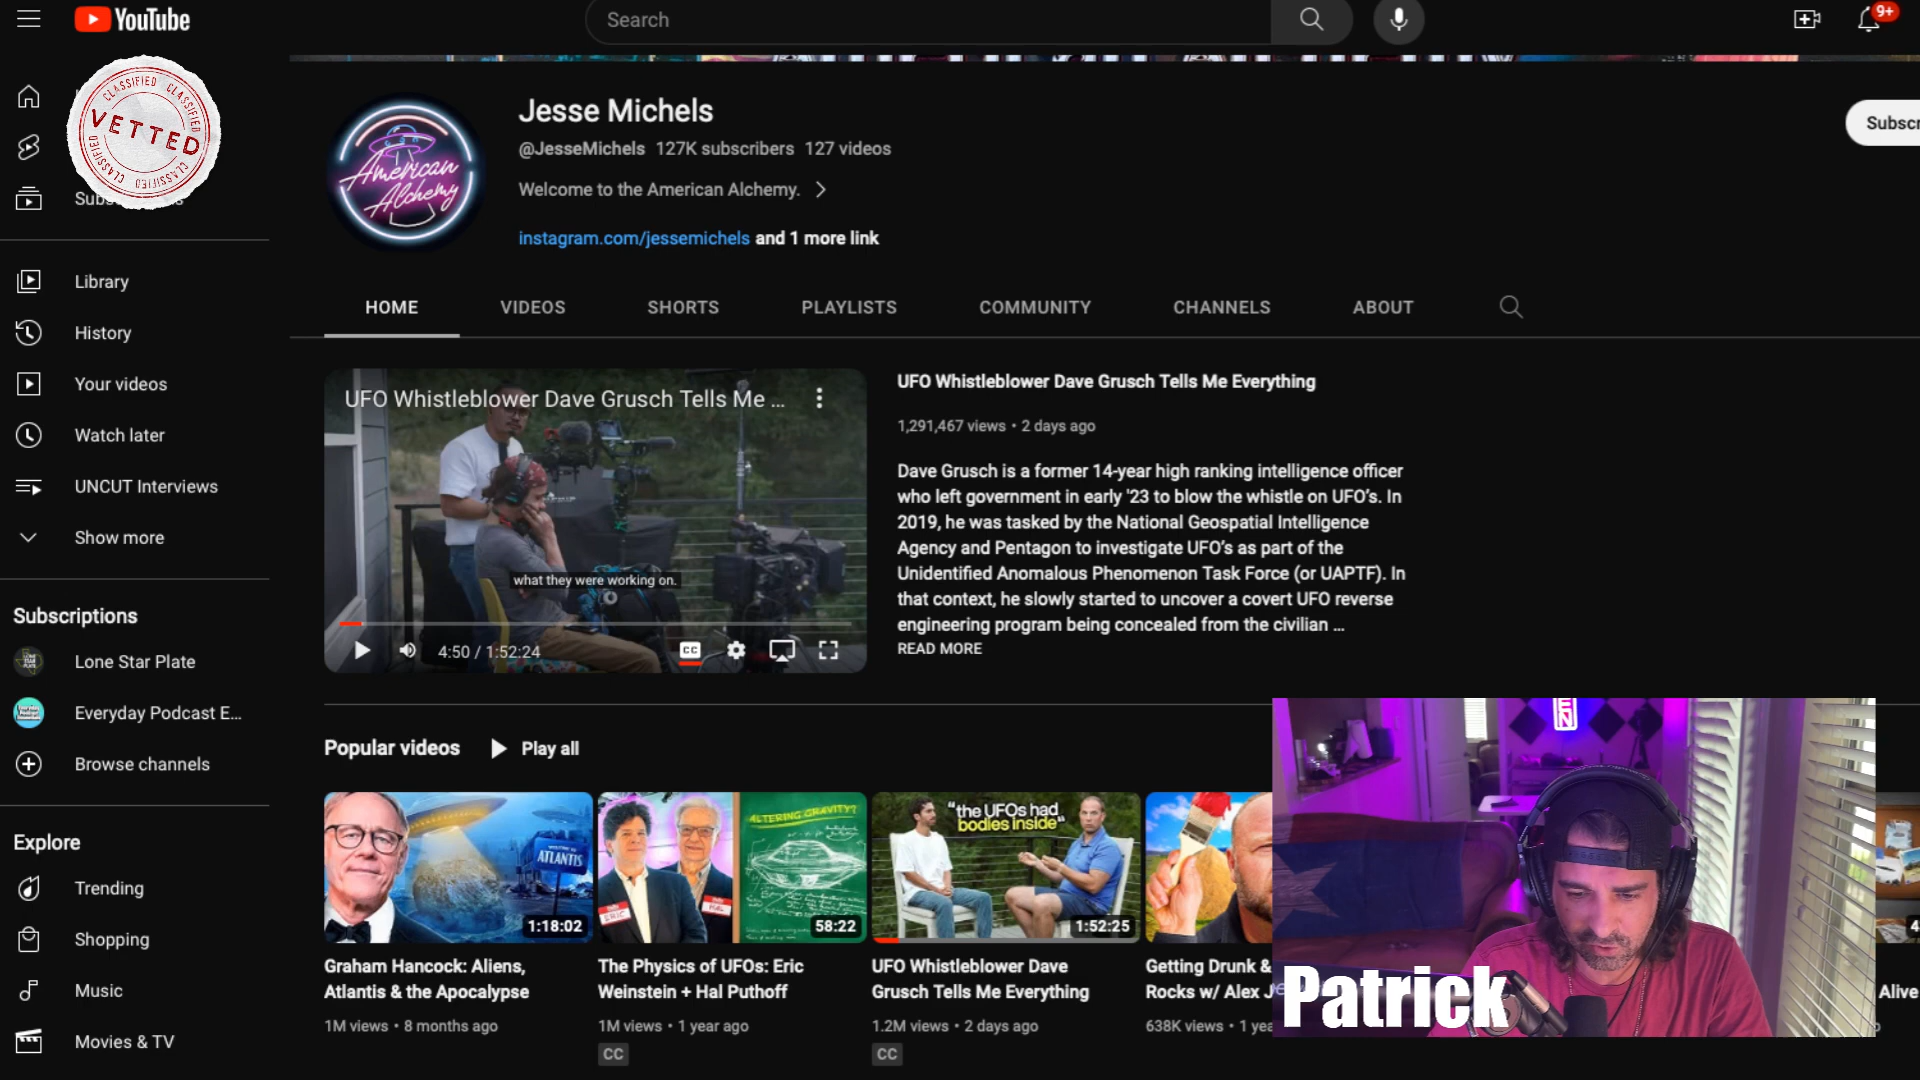 YouTube
Search
9+
CLASSIFIED CLASSIFIED
VETTED
CLASSIFIED CLASSIFIED
Jesse Michels
@JesseMichels 127K subscribers 127 videos
Welcome to the American Alchemy.
instagram.com/jessemichels and 1 more link
American
Alchemy
Subscr
HOME VIDEOS SHORTS PLAYLISTS COMMUNITY CHANNELS ABOUT
Library
History
Your videos
Watch later
UNCUT Interviews
Show more
Subscriptions
Lone Star Plate
Everyday Podcast E...
Browse channels
Explore
Trending
Shopping
Music
Movies & TV
UFO Whistleblower Dave Grusch Tells Me ...
what they were working on.
4:50 / 1:52:24
CC
UFO Whistleblower Dave Grusch Tells Me Everything
1,291,467 views • 2 days ago
Dave Grusch is a former 14-year high ranking intelligence officer
who left government in early '23 to blow the whistle on UFO's. In
2019, he was tasked by the National Geospatial Intelligence
Agency and Pentagon to investigate UFO's as part of the
Unidentified Anomalous Phenomenon Task Force (or UAPTF). In
that context, he slowly started to uncover a covert UFO reverse
engineering program being concealed from the civilian ...
READ MORE
Popular videos Play all
WELCOME TO
ATLANTIS
1:18:02
Graham Hancock: Aliens,
Atlantis & the Apocalypse
1M views • 8 months ago
ALTERING GRAVITY?
ERIC
HAL
58:22
The Physics of UFOs: Eric
Weinstein + Hal Puthoff
1M views • 1 year ago
CC
"the UFOs had
bodies inside"
1:52:25
UFO Whistleblower Dave
Grusch Tells Me Everything
1.2M views • 2 days ago
CC
Getting Drunk &
Rocks w/ Alex J
638K views • 1 yea
Alive
Patrick